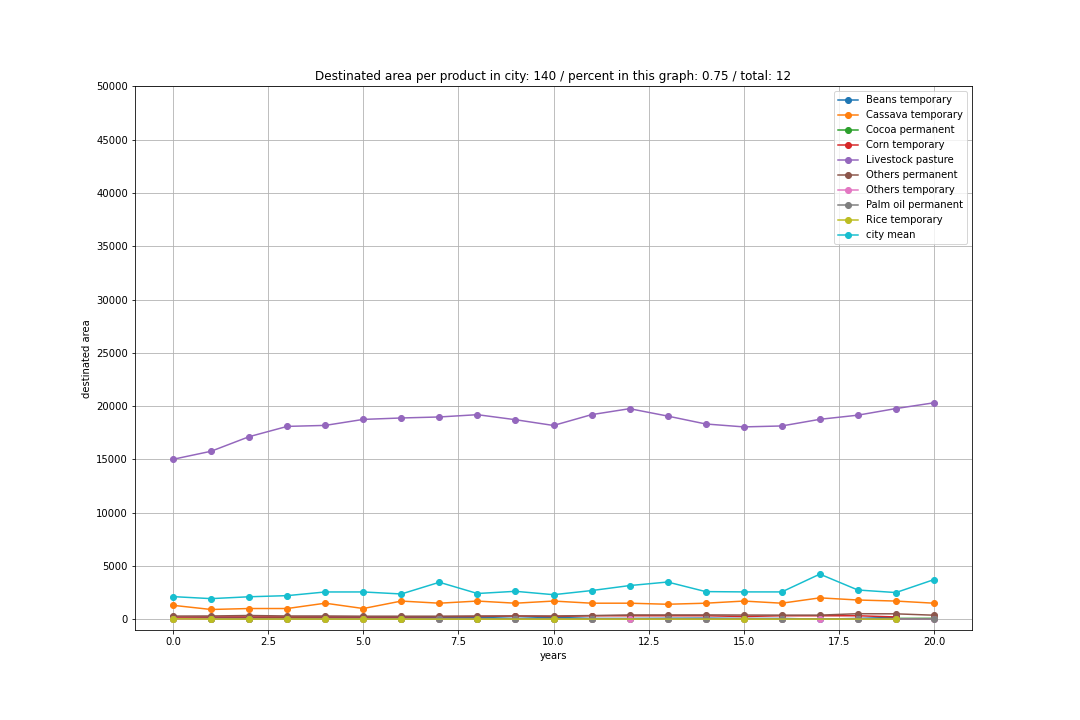 Destinated area per product in city: 140 / percent in this graph: 0.75 / total: 12
50000
45000
40000
35000
30000
25000
20000
15000
10000
5000
0
destinated area
Beans temporary
Cassava temporary
Cocoa permanent
Corn temporary
Livestock pasture
Others permanent
Others temporary
Palm oil permanent
Rice temporary
city mean
0.0 2.5 5.0 7.5 10.0 12.5 15.0 17.5 20.0
years